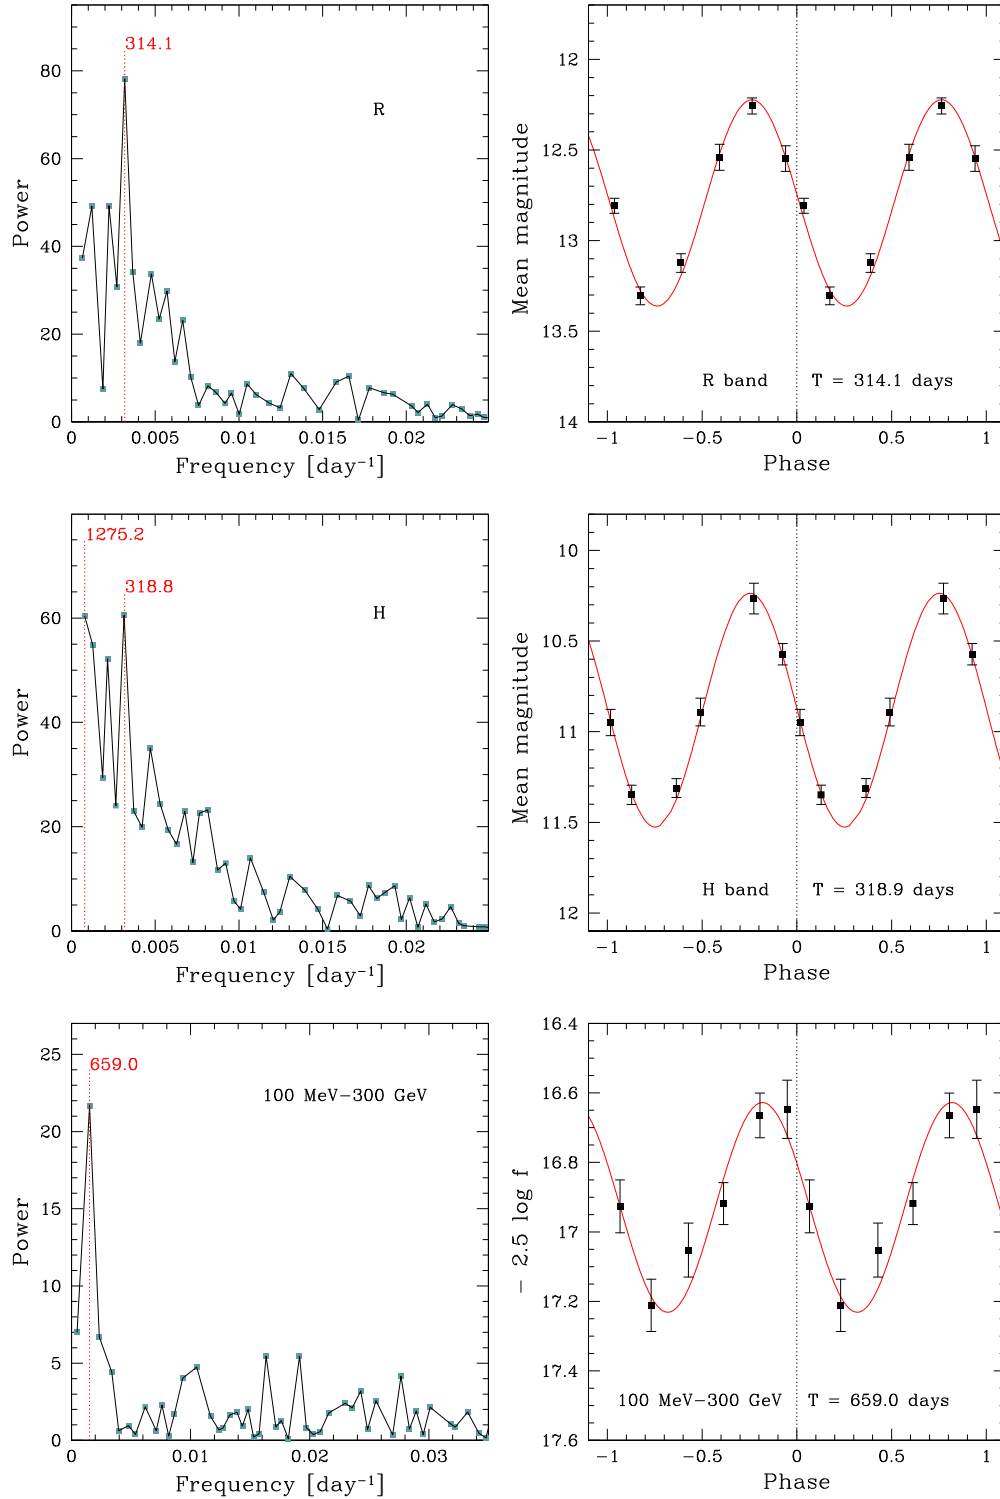 314.1
R
80
60
40
20
0
Power
0 0.005 0.01 0.015 0.02
Frequency [day⁻¹]
12
12.5
13
13.5
14
Mean magnitude
R band T = 314.1 days
−1 −0.5 0 0.5 1
Phase
1275.2
318.8
H
60
40
20
0
Power
0 0.005 0.01 0.015 0.02
Frequency [day⁻¹]
10
10.5
11
11.5
12
Mean magnitude
H band T = 318.9 days
−1 −0.5 0 0.5 1
Phase
659.0
100 MeV−300 GeV
25
20
15
10
5
0
Power
0 0.01 0.02 0.03
Frequency [day⁻¹]
16.4
16.6
16.8
17
17.2
17.4
17.6
− 2.5 log f
100 MeV−300 GeV T = 659.0 days
−1 −0.5 0 0.5 1
Phase